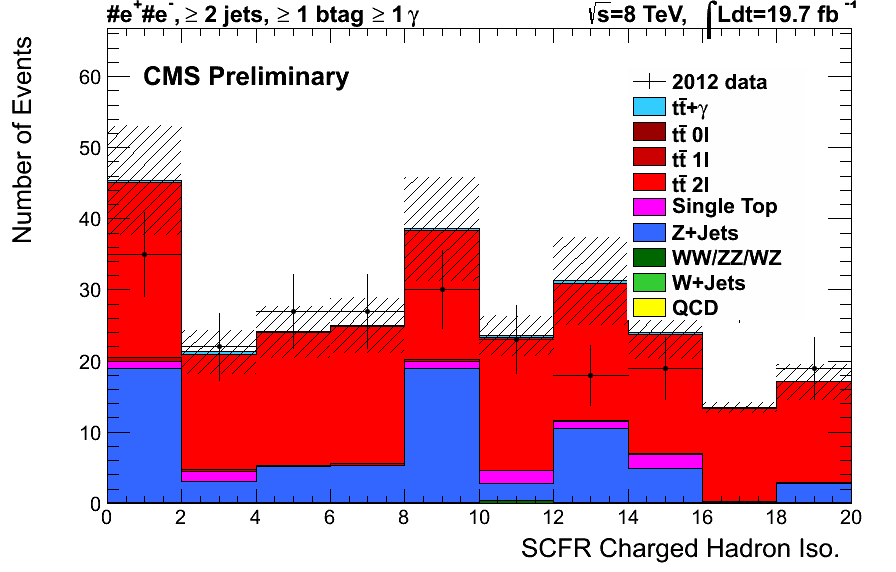 #e⁺#e⁻, ≥ 2 jets, ≥ 1 btag ≥ 1 γ
√s=8 TeV, ∫Ldt=19.7 fb⁻¹
CMS Preliminary
2012 data
tt̄+γ
tt̄ 0l
tt̄ 1l
tt̄ 2l
Single Top
Z+Jets
WW/ZZ/WZ
W+Jets
QCD
Number of Events
60
50
40
30
20
10
0
0 2 4 6 8 10 12 14 16 18 20
SCFR Charged Hadron Iso.